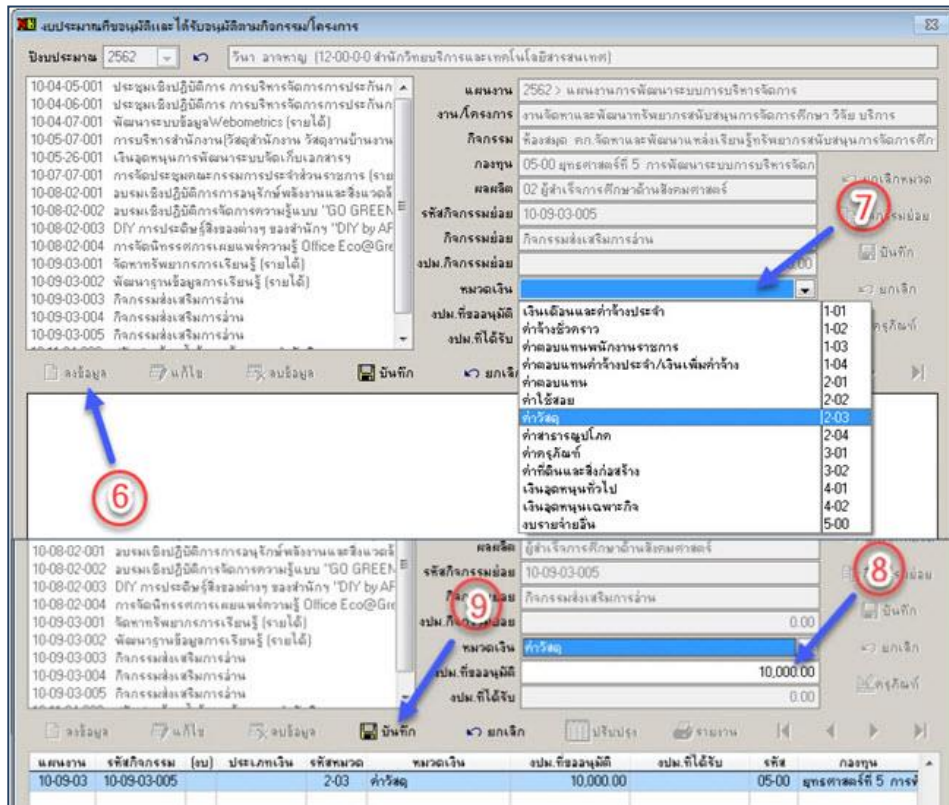 งบประมาณที่ขออนุมัติและได้รับอนุมัติตามกิจกรรม/โครงการ
ปีงบประมาณ 2562 วีนา อาจหาญ (12-00-0-0 สำนักวิทยบริการและเทคโนโลยีสารสนเทศ)
10-04-05-001 ประชุมเชิงปฏิบัติการ การบริหารจัดการการประกันก
10-04-06-001 ประชุมเชิงปฏิบัติการ การบริหารจัดการการประกันก
10-04-07-001 พัฒนาระบบข้อมูลWebometrics (รายได้)
10-05-07-001 การบริหารสำนักงาน(วัสดุสำนักงาน วัสดุงานบ้านงาน
10-05-26-001 เงินอุดหนุนการพัฒนาระบบจัดเก็บเอกสารฯ
10-07-07-001 การจัดประชุมคณะกรรมการประจำส่วนราชการ (ราย
10-08-02-001 อบรมเชิงปฏิบัติการการอนุรักษ์พลังงานและสิ่งแวดล้
10-08-02-002 อบรมเชิงปฏิบัติการจัดการความรู้แบบ "GO GREEN
10-08-02-003 DIY การประดิษฐ์สิ่งของต่างๆ ของสำนักฯ "DIY by AF
10-08-02-004 การจัดนิทรรศการเผยแพร่ความรู้ Office Eco@Gre
10-09-03-001 จัดหาทรัพยากรการเรียนรู้ (รายได้)
10-09-03-002 พัฒนาฐานข้อมูลการเรียนรู้ (รายได้)
10-09-03-003 กิจกรรมส่งเสริมการอ่าน
10-09-03-004 กิจกรรมส่งเสริมการอ่าน
10-09-03-005 กิจกรรมส่งเสริมการอ่าน
แผนงาน 2562 > แผนงานการพัฒนาระบบการบริหารจัดการ
งาน/โครงการ งานจัดหาและพัฒนาทรัพยากรสนับสนุนการจัดการศึกษา วิจัย บริการ
กิจกรรม ห้องสมุด คก.จัดหาและพัฒนาแหล่งเรียนรู้ทรัพยากรสนับสนุนการจัดการศึก
กองทุน 05-00 ยุทธศาสตร์ที่ 5 การพัฒนาระบบการบริหารจัดก
ผลผลิต 02 ผู้สำเร็จการศึกษาด้านสังคมศาสตร์
รหัสกิจกรรมย่อย 10-09-03-005
กิจกรรมย่อย กิจกรรมส่งเสริมการอ่าน
งปม.กิจกรรมย่อย 0.00
หมวดเงิน
งปม.ที่ขออนุมัติ
งปม.ที่ได้รับ
ยกเลิกหมวด
กิจกรรมย่อย
บันทึก
ยกเลิก
ครุภัณฑ์
7
เงินเดือนและค่าจ้างประจำ 1-01
ค่าจ้างชั่วคราว 1-02
ค่าตอบแทนพนักงานราชการ 1-03
ค่าตอบแทนค่าจ้างประจำ/เงินเพิ่มค่าจ้าง 1-04
ค่าตอบแทน 2-01
ค่าใช้สอย 2-02
ค่าวัสดุ 2-03
ค่าสาธารณูปโภค 2-04
ค่าครุภัณฑ์ 3-01
ค่าที่ดินและสิ่งก่อสร้าง 3-02
เงินอุดหนุนทั่วไป 4-01
เงินอุดหนุนเฉพาะกิจ 4-02
งบรายจ่ายอื่น 5-00
ลงข้อมูล แก้ไข ลบข้อมูล บันทึก ยกเลิก
6
10-08-02-001 อบรมเชิงปฏิบัติการการอนุรักษ์พลังงานและสิ่งแวดล้
10-08-02-002 อบรมเชิงปฏิบัติการจัดการความรู้แบบ "GO GREEN
10-08-02-003 DIY การประดิษฐ์สิ่งของต่างๆ ของสำนักฯ "DIY by AF
10-08-02-004 การจัดนิทรรศการเผยแพร่ความรู้ Office Eco@Gre
10-09-03-001 จัดหาทรัพยากรการเรียนรู้ (รายได้)
10-09-03-002 พัฒนาฐานข้อมูลการเรียนรู้ (รายได้)
10-09-03-003 กิจกรรมส่งเสริมการอ่าน
10-09-03-004 กิจกรรมส่งเสริมการอ่าน
10-09-03-005 กิจกรรมส่งเสริมการอ่าน
ผลผลิต ผู้สำเร็จการศึกษาด้านสังคมศาสตร์
รหัสกิจกรรมย่อย 10-09-03-005
กิจกรรมย่อย กิจกรรมส่งเสริมการอ่าน
งปม.กิจกรรมย่อย 0.00
หมวดเงิน ค่าวัสดุ
งปม.ที่ขออนุมัติ 10,000.00
งปม.ที่ได้รับ 0.00
บันทึก
ยกเลิก
ครุภัณฑ์
8
9
ลงข้อมูล แก้ไข ลบข้อมูล บันทึก ยกเลิก ปรับปรุง รายงาน
แผนงาน รหัสกิจกรรม (งบ) ประเภทเงิน รหัสหมวด หมวดเงิน งปม.ที่ขออนุมัติ งปม.ที่ได้รับ รหัส กองทุน
10-09-03 10-09-03-005 2-03 ค่าวัสดุ 10,000.00 05-00 ยุทธศาสตร์ที่ 5 การพั